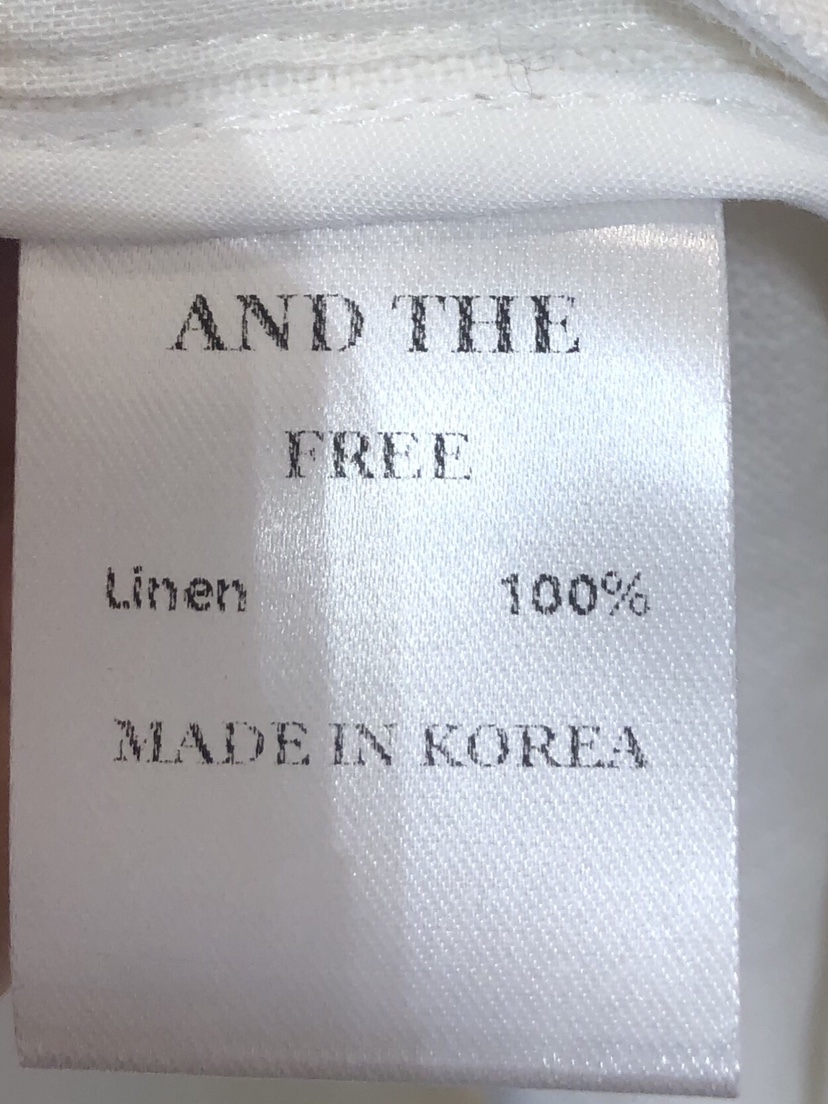 AND THE
FREE
Linen 100%
MADE IN KOREA